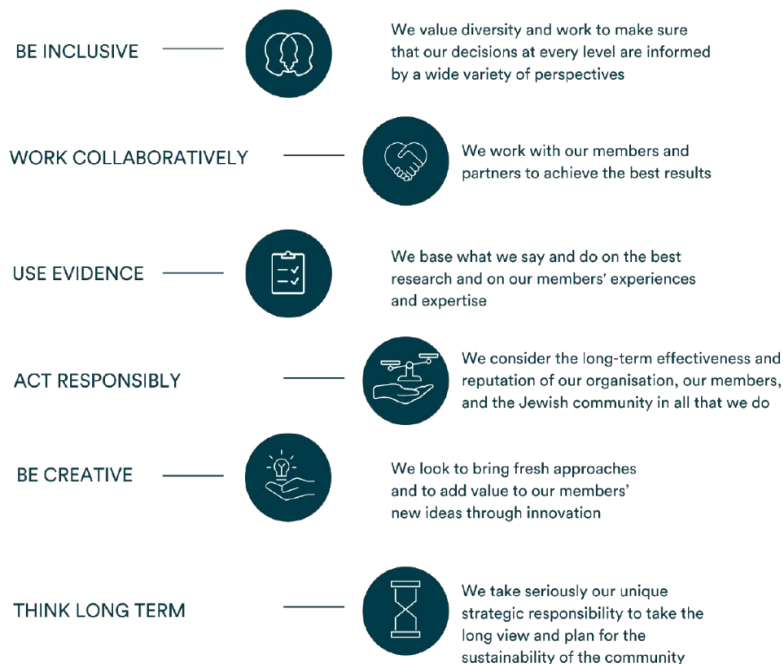 BE INCLUSIVE
We value diversity and work to make sure
that our decisions at every level are informed
by a wide variety of perspectives
WORK COLLABORATIVELY
We work with our members and
partners to achieve the best results
USE EVIDENCE
We base what we say and do on the best
research and on our members' experiences
and expertise
ACT RESPONSIBLY
We consider the long-term effectiveness and
reputation of our organisation, our members,
and the Jewish community in all that we do
BE CREATIVE
We look to bring fresh approaches
and to add value to our members'
new ideas through innovation
THINK LONG TERM
We take seriously our unique
strategic responsibility to take the
long view and plan for the
sustainability of the community